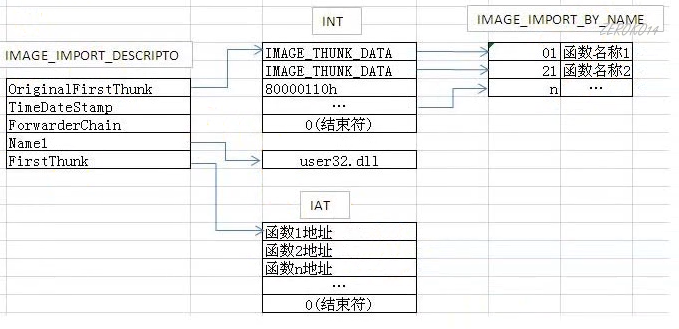 INT
IMAGE_IMPORT_BY_NAME
IMAGE_IMPORT_DESCRIPTO
OriginalFirstThunk
TimeDateStamp
ForwarderChain
Name1
FirstThunk
IMAGE_THUNK_DATA
IMAGE_THUNK_DATA
80000110h
…
0(结束符)
01 函数名称1
21 函数名称2
n …
user32.dll
IAT
函数1地址
函数2地址
函数n地址
…
0(结束符)